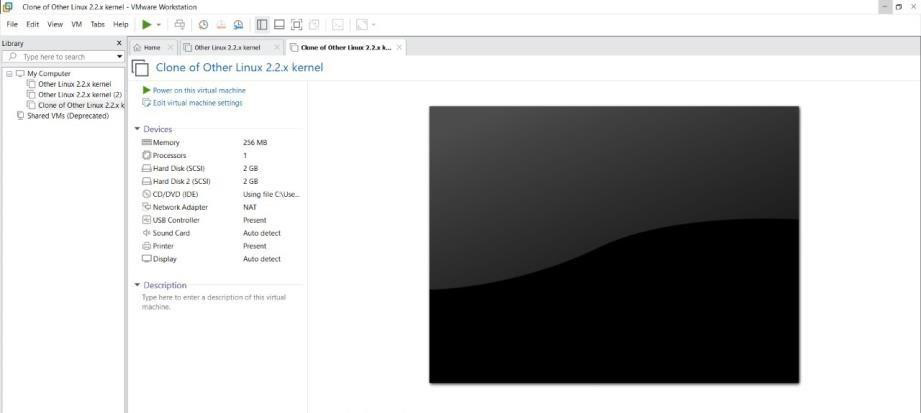 Clone of Other Linux 2.2.x kernel - VMware Workstation
File Edit View VM Tabs Help
Library
Type here to search
My Computer
Other Linux 2.2.x kernel
Other Linux 2.2.x kernel (2)
Clone of Other Linux 2.2.x k
Shared VMs (Deprecated)
Home Other Linux 2.2.x kernel Clone of Other Linux 2.2.x k...
Clone of Other Linux 2.2.x kernel
Power on this virtual machine
Edit virtual machine settings
Devices
Memory 256 MB
Processors 1
Hard Disk (SCSI) 2 GB
Hard Disk 2 (SCSI) 2 GB
CD/DVD (IDE) Using file C:\Use...
Network Adapter NAT
USB Controller Present
Sound Card Auto detect
Printer Present
Display Auto detect
Description
Type here to enter a description of this virtual
machine.